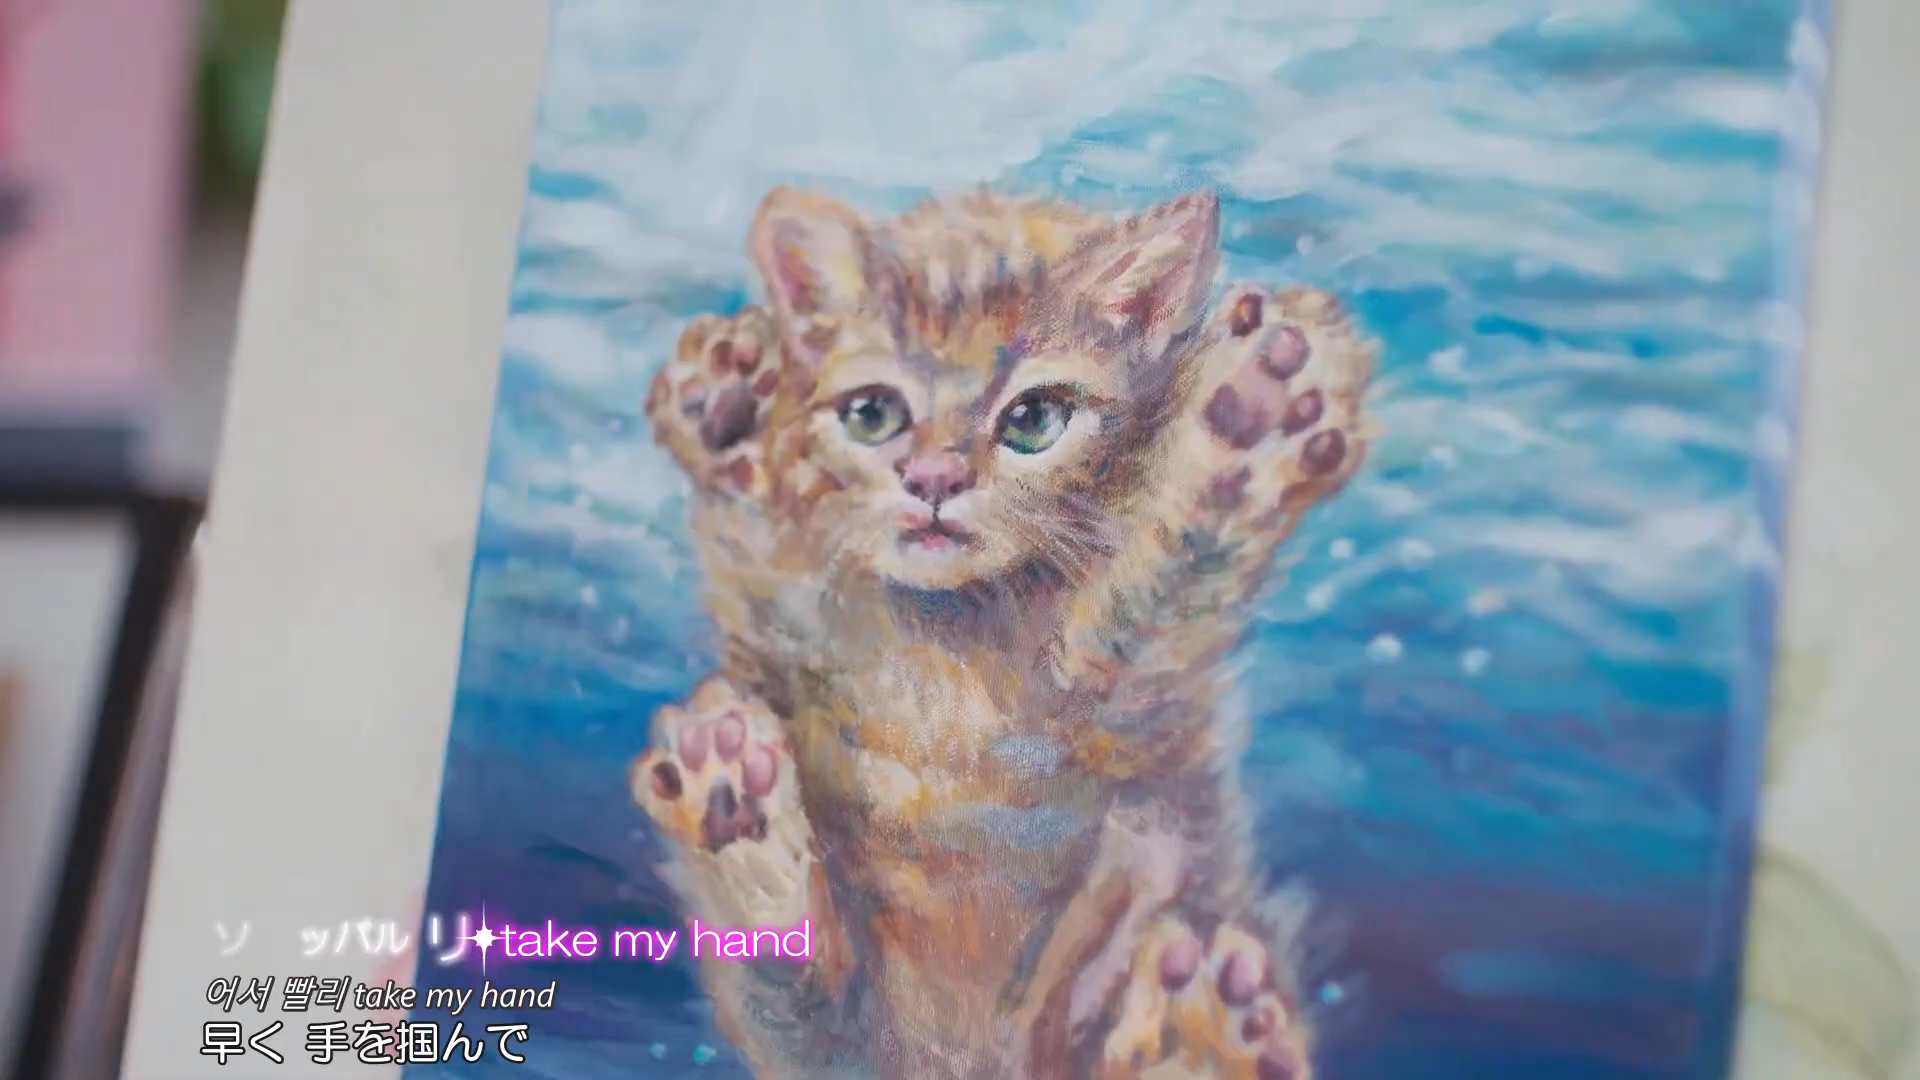 ソ ッパル リ take my hand
어서 빨리 take my hand
早く 手を掴んで